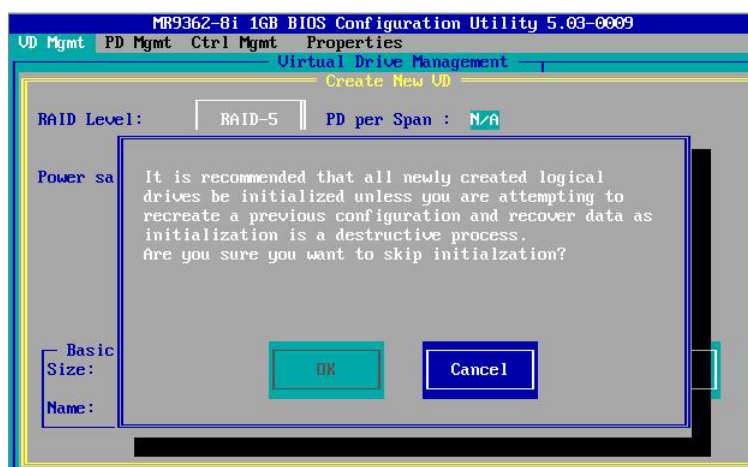 MR9362-8i 1GB BIOS Configuration Utility 5.03-0009
VD Mgmt PD Mgmt Ctrl Mgmt Properties
Virtual Drive Management
Create New VD
RAID Level: RAID-5 PD per Span : N/A
Power sa
It is recommended that all newly created logical
drives be initialized unless you are attempting to
recreate a previous configuration and recover data as
initialization is a destructive process.
Are you sure you want to skip initialzation?
Basic
Size:
OK Cancel
Name: